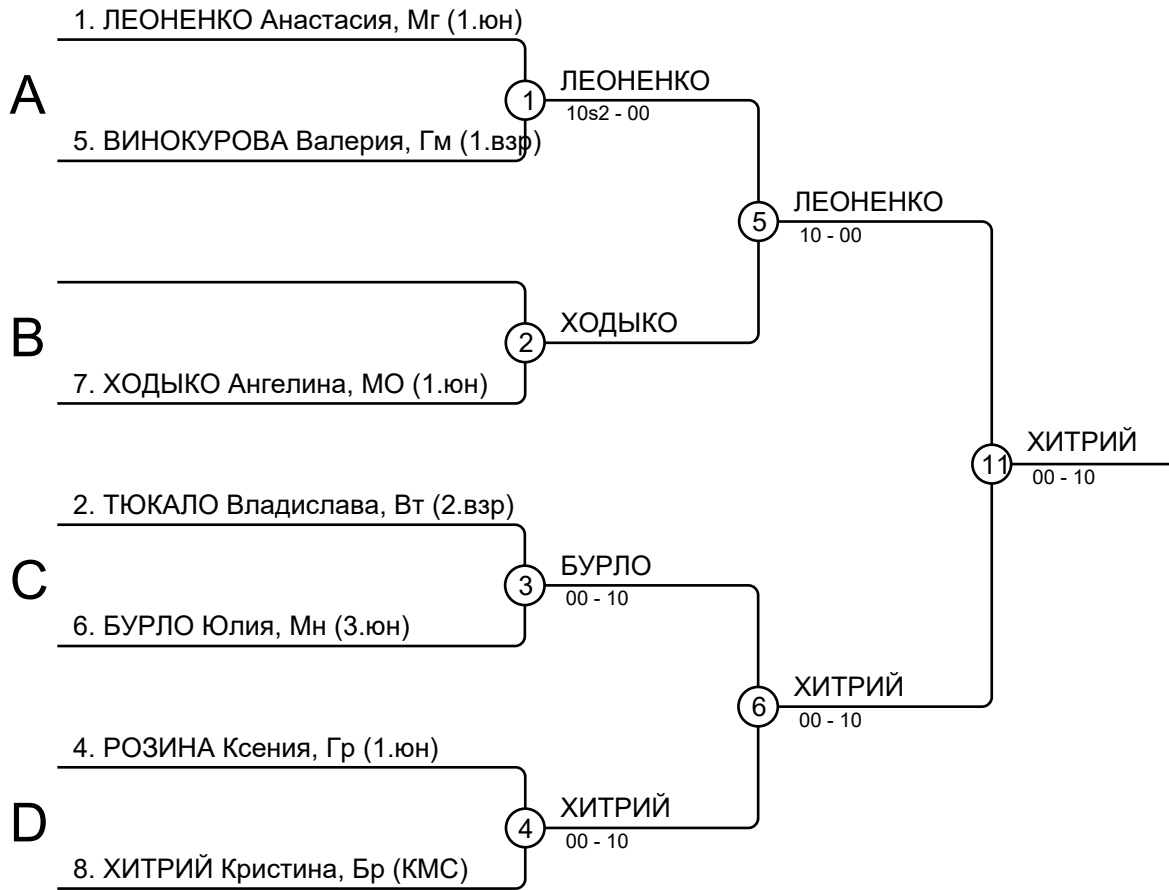 1. ЛЕОНЕНКО Анастасия, Мг (1.юн)
A
1
ЛЕОНЕНКО
10s2 - 00
5. ВИНОКУРОВА Валерия, Гм (1.взр)
5
ЛЕОНЕНКО
10 - 00
B
2
ХОДЫКО
7. ХОДЫКО Ангелина, МО (1.юн)
11
ХИТРИЙ
00 - 10
2. ТЮКАЛО Владислава, Вт (2.взр)
C
3
БУРЛО
00 - 10
6. БУРЛО Юлия, Мн (3.юн)
6
ХИТРИЙ
00 - 10
4. РОЗИНА Ксения, Гр (1.юн)
D
4
ХИТРИЙ
00 - 10
8. ХИТРИЙ Кристина, Бр (КМС)